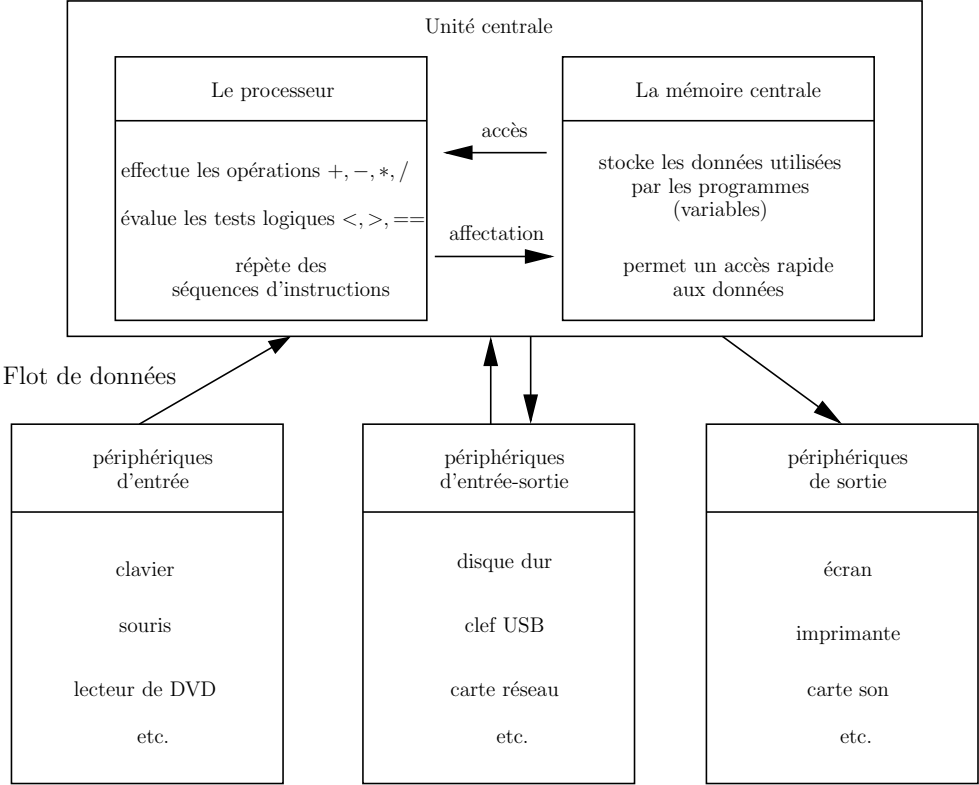 Unité centrale
Le processeur
effectue les opérations +, −, ∗, /
évalue les tests logiques <, >, ==
répète des
séquences d'instructions
accès
affectation
La mémoire centrale
stocke les données utilisées
par les programmes
(variables)
permet un accès rapide
aux données
Flot de données
périphériques
d'entrée
clavier
souris
lecteur de DVD
etc.
périphériques
d'entrée-sortie
disque dur
clef USB
carte réseau
etc.
périphériques
de sortie
écran
imprimante
carte son
etc.